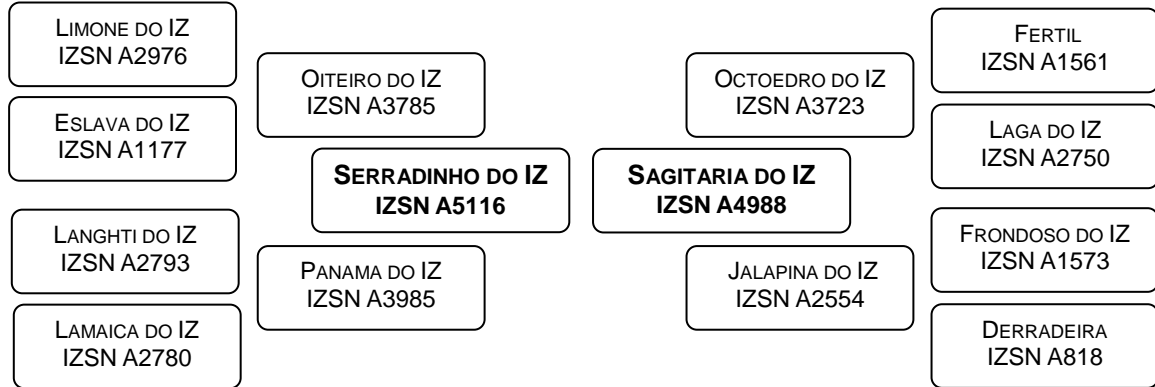 LIMONE DO IZ
IZSN A2976
OITEIRO DO IZ
IZSN A3785
ESLAVA DO IZ
IZSN A1177
SERRADINHO DO IZ
IZSN A5116
LANGHTI DO IZ
IZSN A2793
PANAMA DO IZ
IZSN A3985
LAMAICA DO IZ
IZSN A2780
FERTIL
IZSN A1561
OCTOEDRO DO IZ
IZSN A3723
LAGA DO IZ
IZSN A2750
SAGITARIA DO IZ
IZSN A4988
FRONDOSO DO IZ
IZSN A1573
JALAPINA DO IZ
IZSN A2554
DERRADEIRA
IZSN A818